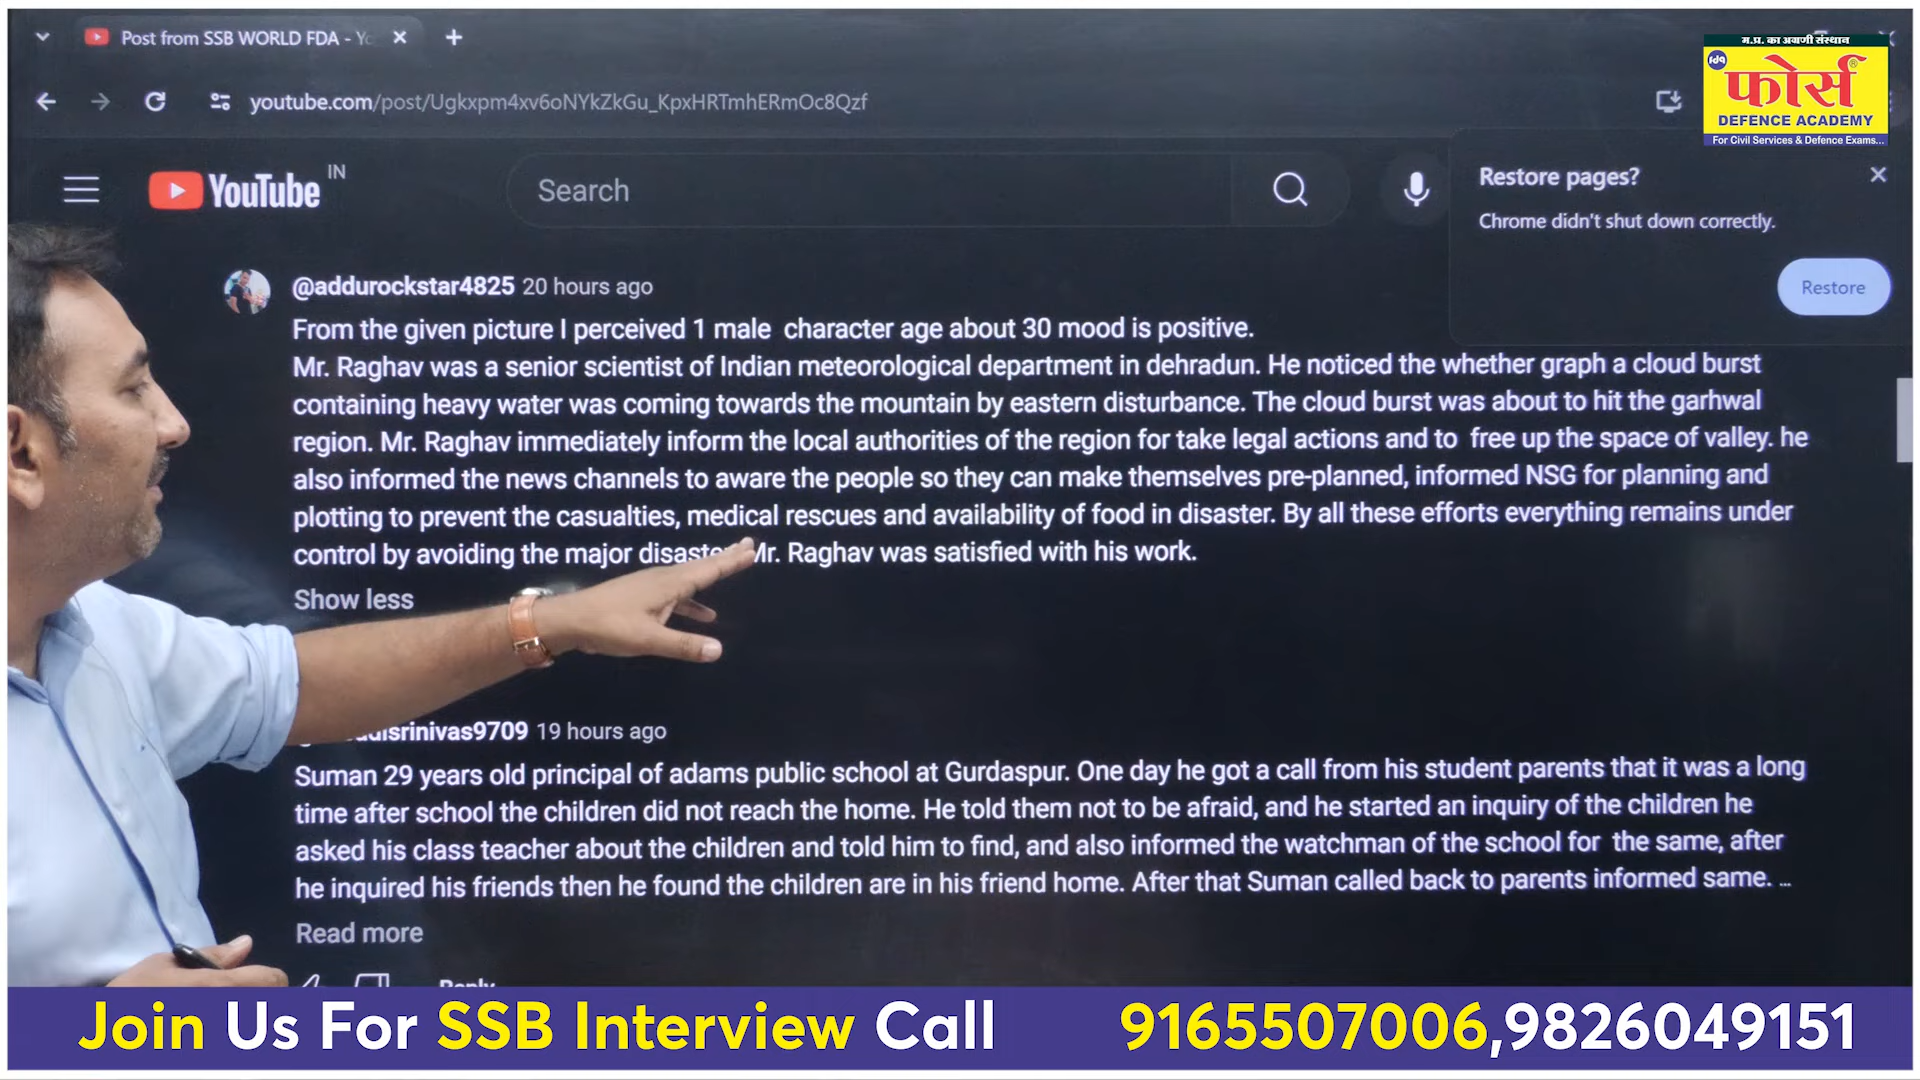 Post from SSB WORLD FDA - Yo
youtube.com/post/Ugkxpm4xv6oNYkZkGu_KpxHRTmhERmOc8Qzf
म.प्र. का अग्रणी संस्थान
fda
फोर्स®
DEFENCE ACADEMY
For Civil Services & Defence Exams...
YouTube IN
Search
Restore pages?
Chrome didn't shut down correctly.
Restore
@addurockstar4825 20 hours ago
From the given picture I perceived 1 male character age about 30 mood is positive.
Mr. Raghav was a senior scientist of Indian meteorological department in dehradun. He noticed the whether graph a cloud burst
containing heavy water was coming towards the mountain by eastern disturbance. The cloud burst was about to hit the garhwal
region. Mr. Raghav immediately inform the local authorities of the region for take legal actions and to free up the space of valley. he
also informed the news channels to aware the people so they can make themselves pre-planned, informed NSG for planning and
plotting to prevent the casualties, medical rescues and availability of food in disaster. By all these efforts everything remains under
control by avoiding the major disaster Mr. Raghav was satisfied with his work.
Show less
srinivas9709 19 hours ago
Suman 29 years old principal of adams public school at Gurdaspur. One day he got a call from his student parents that it was a long
time after school the children did not reach the home. He told them not to be afraid, and he started an inquiry of the children he
asked his class teacher about the children and told him to find, and also informed the watchman of the school for the same, after
he inquired his friends then he found the children are in his friend home. After that Suman called back to parents informed same. ...
Read more
Reply
Join Us For SSB Interview Call 9165507006,9826049151